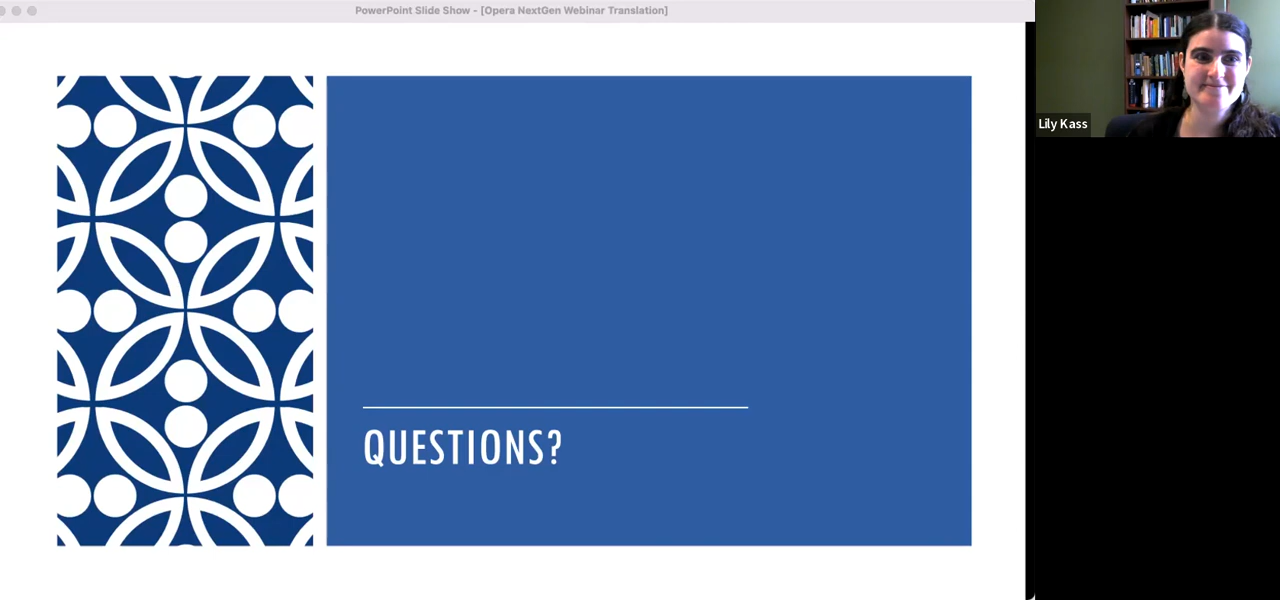 PowerPoint Slide Show - [Opera NextGen Webinar Translation]
Lily Kass
QUESTIONS?